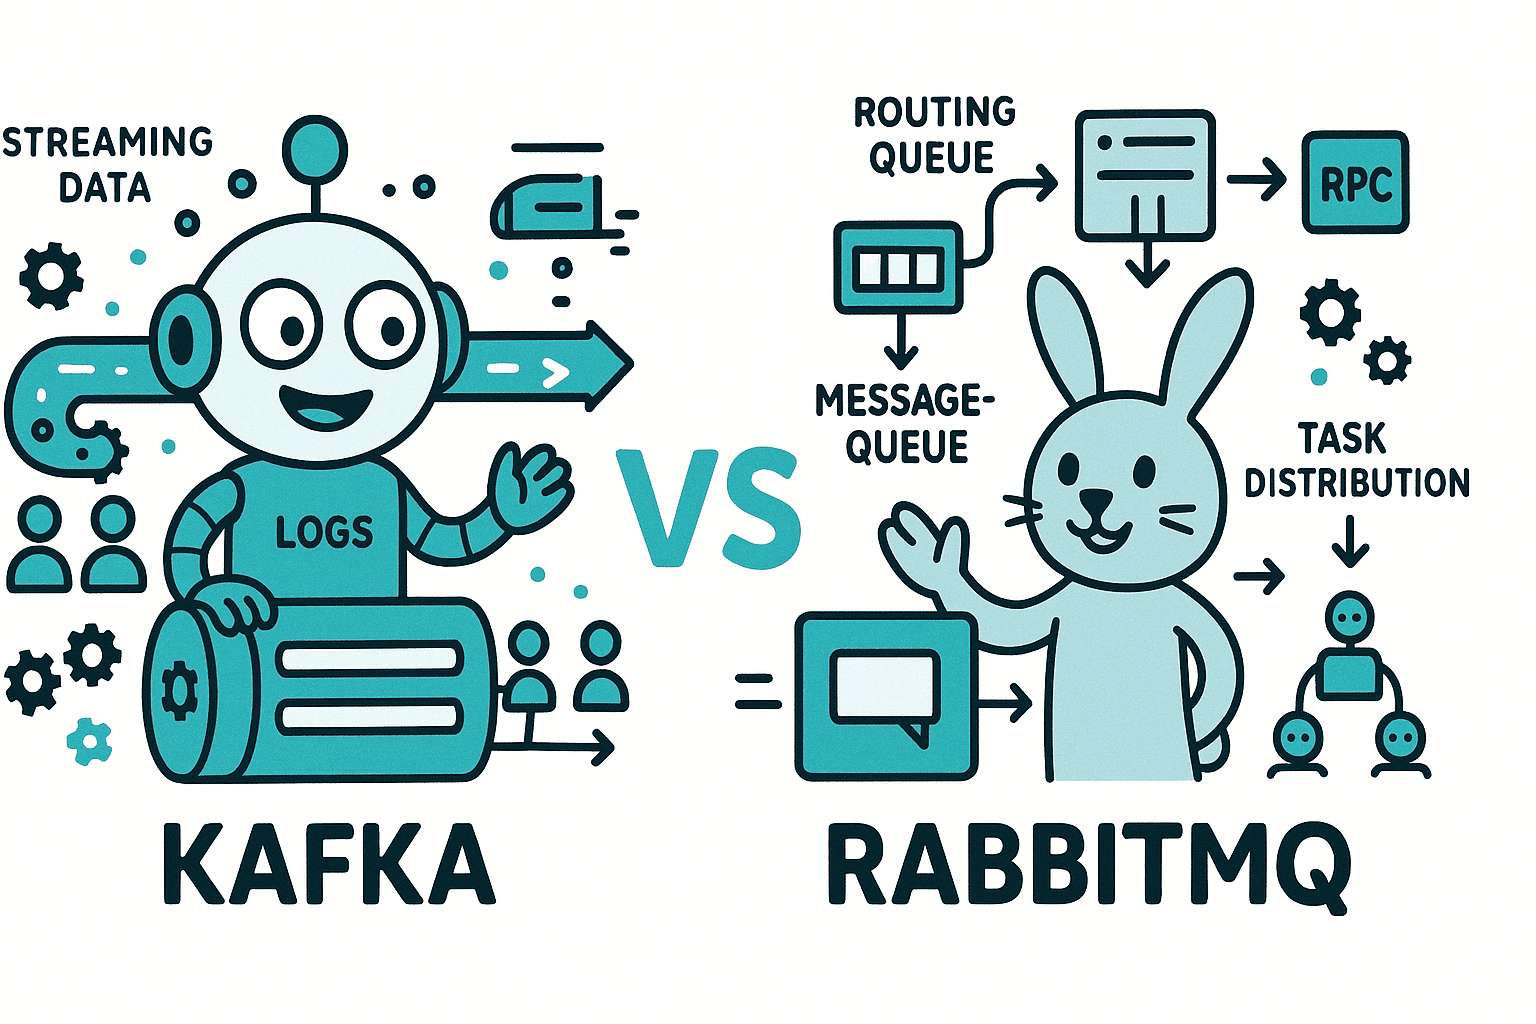 STREAMING
DATA
LOGS
KAFKA
VS
ROUTING
QUEUE
RPC
MESSAGE-
QUEUE
TASK
DISTRIBUTION
RABBITMQ